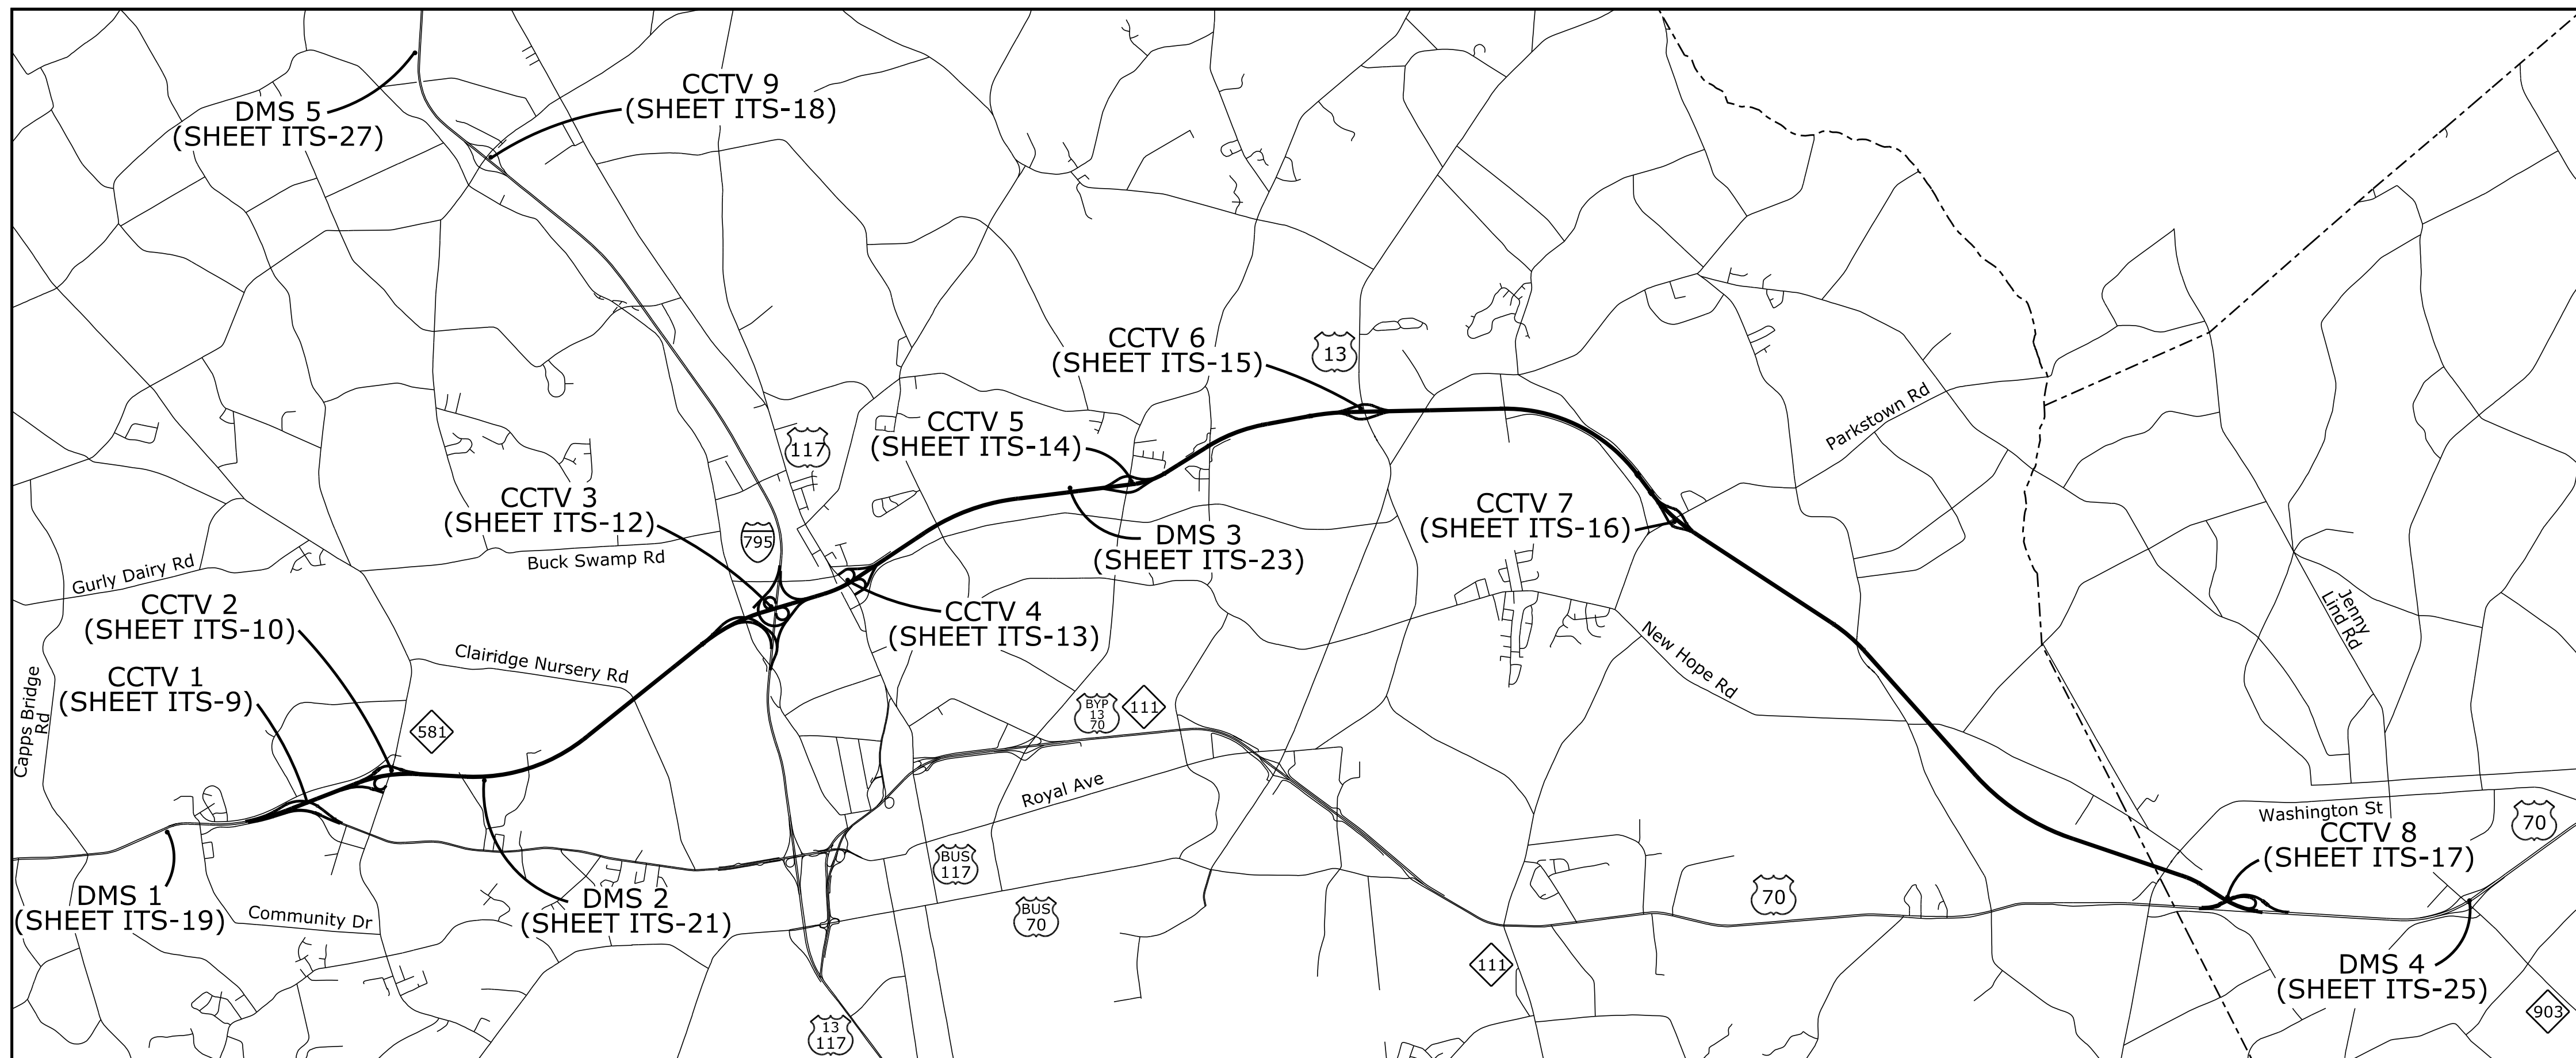 CCTV 9
(SHEET ITS-18)
DMS 5
(SHEET ITS-27)
CCTV 6
(SHEET ITS-15)
13
CCTV 5
(SHEET ITS-14)
117
Parkstown Rd
CCTV 3
(SHEET ITS-12)
795
CCTV 7
(SHEET ITS-16)
DMS 3
(SHEET ITS-23)
Buck Swamp Rd
Gurly Dairy Rd
CCTV 2
(SHEET ITS-10)
CCTV 4
(SHEET ITS-13)
Jenny
Lind Rd
New Hope Rd
Clairidge Nursery Rd
CCTV 1
(SHEET ITS-9)
Capps Bridge
Rd
581
BYP
13
70
111
Royal Ave
Washington St
70
CCTV 8
(SHEET ITS-17)
BUS
117
DMS 1
(SHEET ITS-19)
Community Dr
DMS 2
(SHEET ITS-21)
BUS
70
70
111
DMS 4
(SHEET ITS-25)
903
13
117